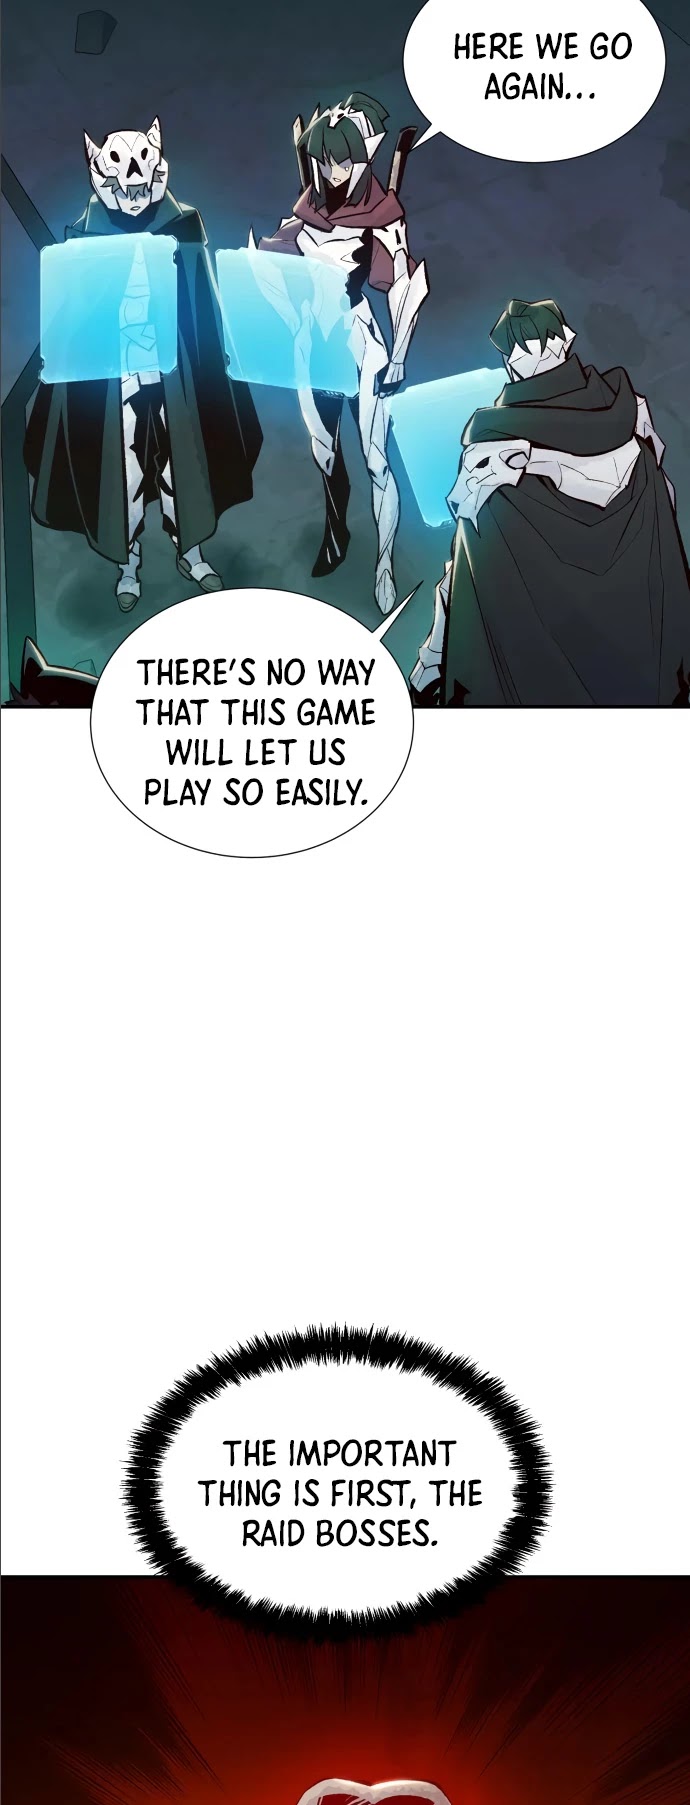 HERE WE GO
AGAIN...
THERE'S NO WAY
THAT THIS GAME
WILL LET US
PLAY SO EASILY.
THE IMPORTANT
THING IS FIRST, THE
RAID BOSSES.